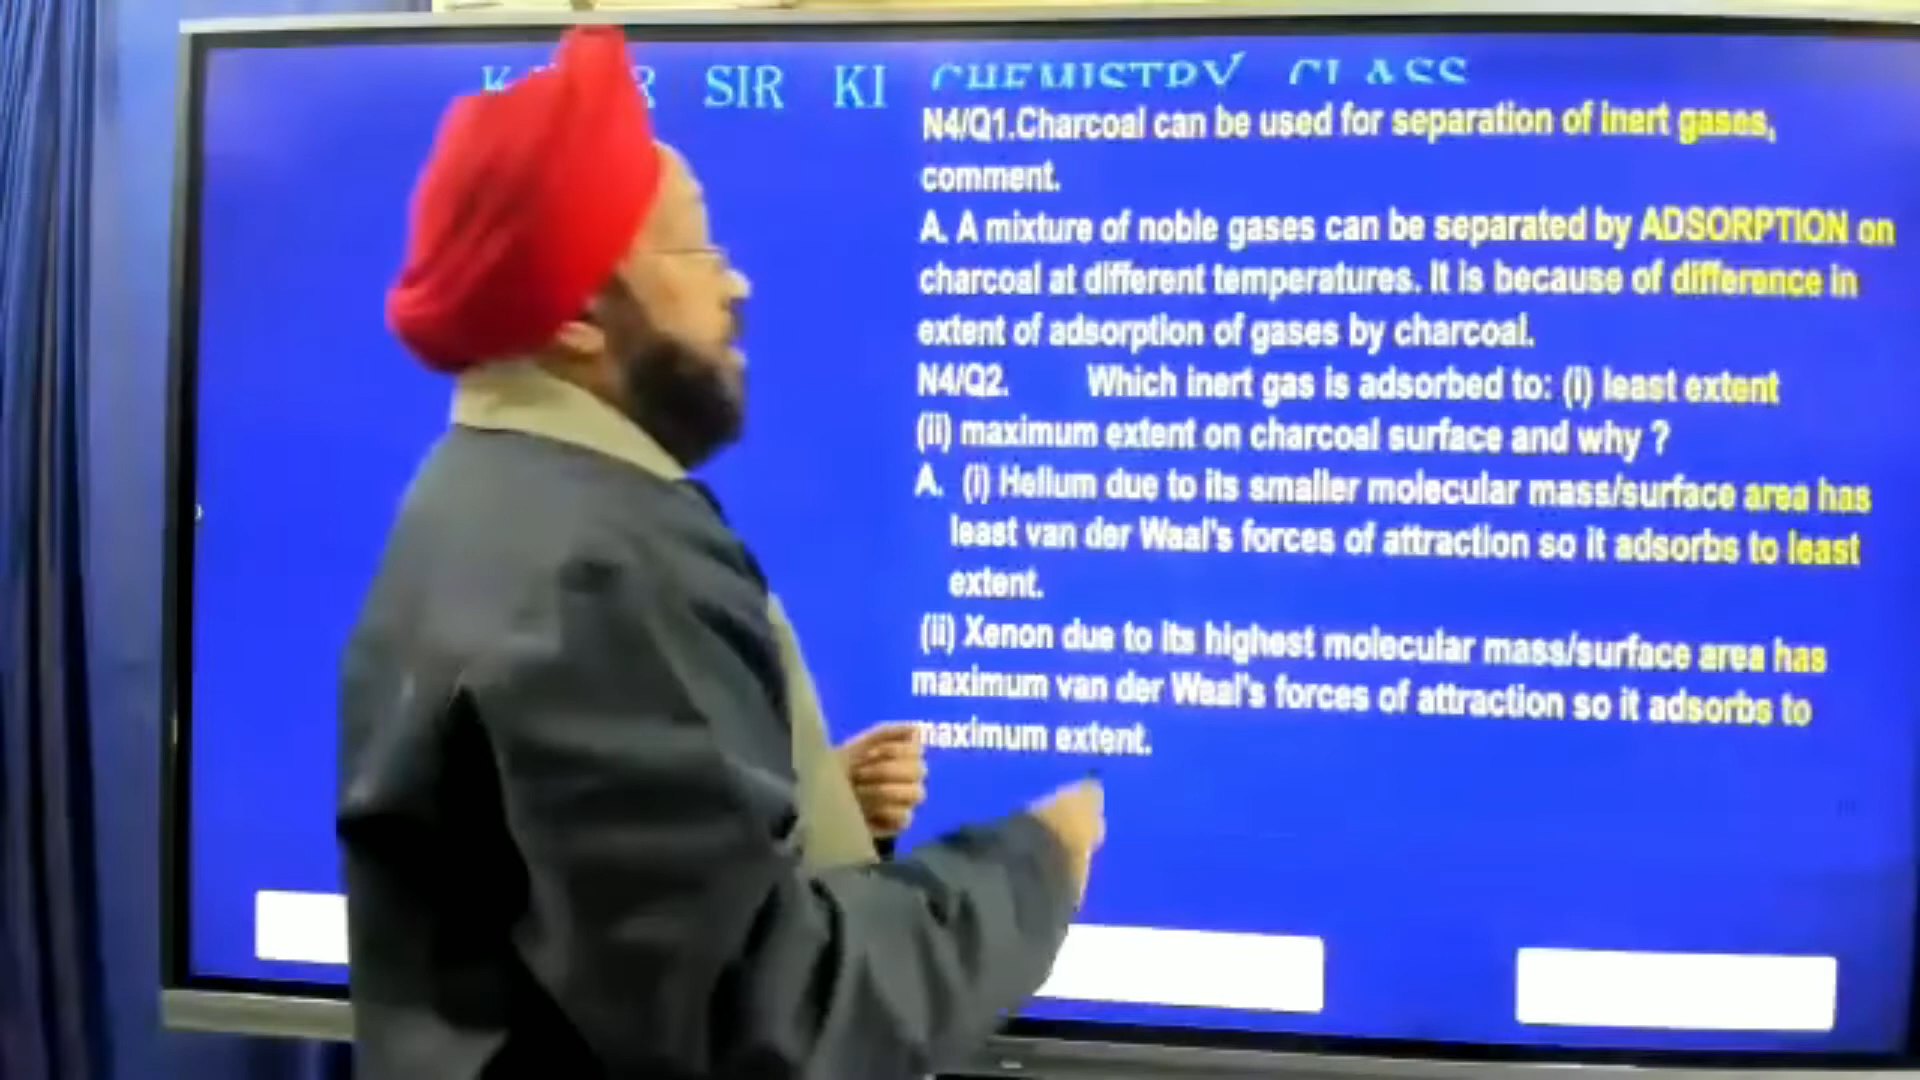 SIR KI CHEMISTRY CLASS
N4/Q1.Charcoal can be used for separation of inert gases,
comment.
A. A mixture of noble gases can be separated by ADSORPTION on
charcoal at different temperatures. It is because of difference in
extent of adsorption of gases by charcoal.
N4/Q2. Which inert gas is adsorbed to: (i) least extent
(ii) maximum extent on charcoal surface and why ?
A. (i) Helium due to its smaller molecular mass/surface area has
least van der Waal's forces of attraction so it adsorbs to least
extent.
(ii) Xenon due to its highest molecular mass/surface area has
maximum van der Waal's forces of attraction so it adsorbs to
maximum extent.